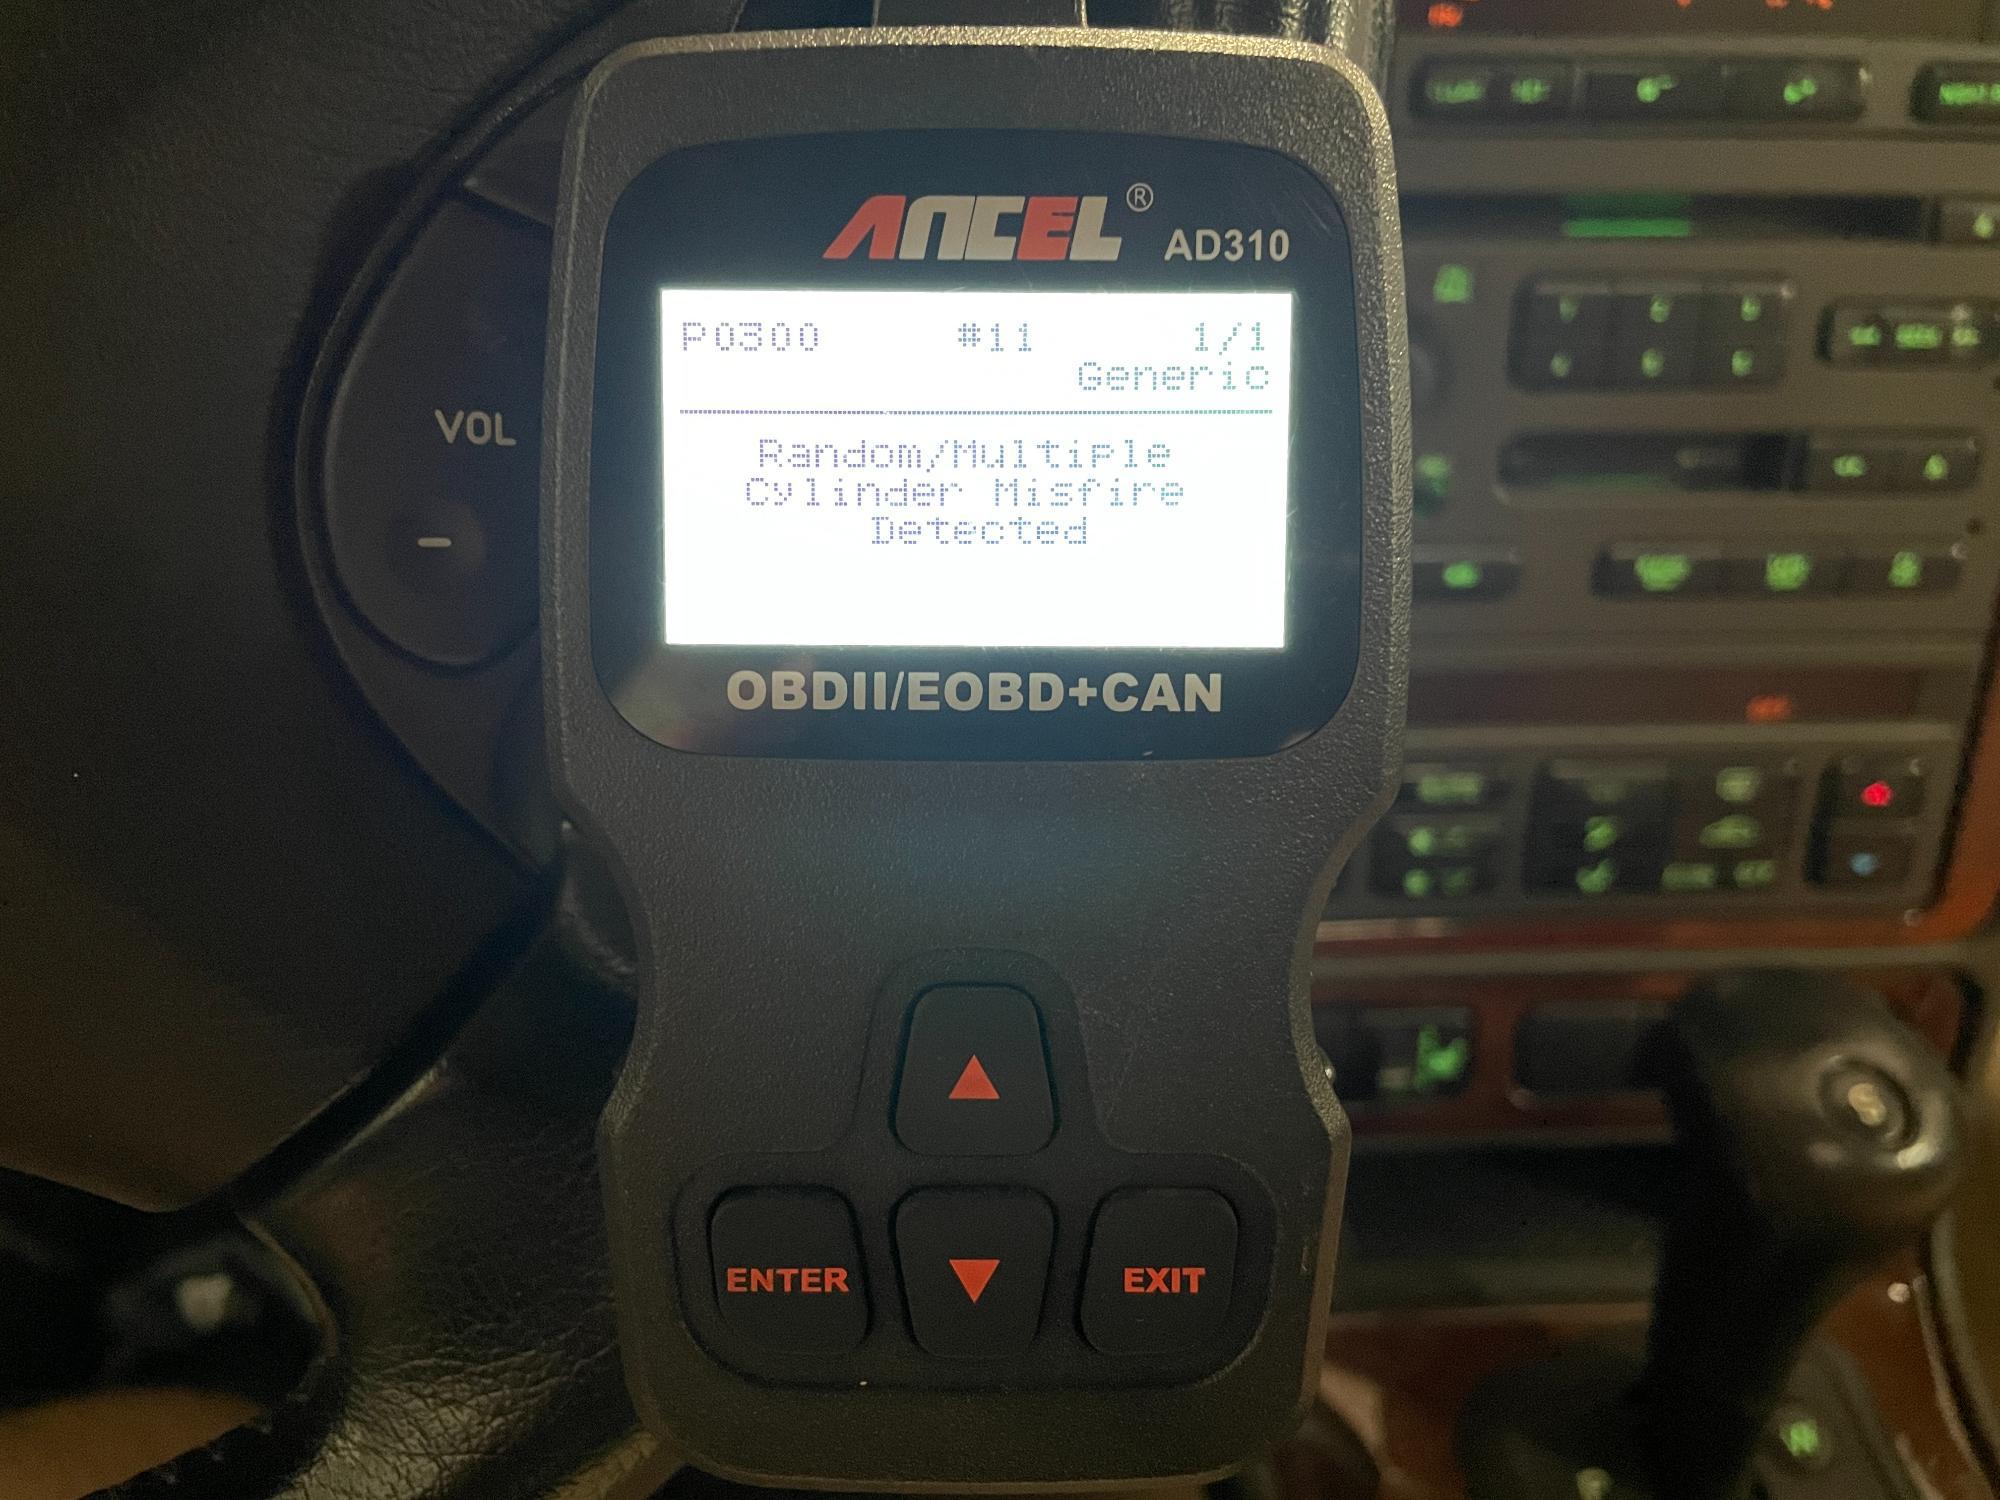 ANCEL®
AD310
P0300 #11 1/1
Generic
Random/Multiple
Cylinder Misfire
Detected
OBDII/EOBD+CAN
VOL
-
ENTER
EXIT